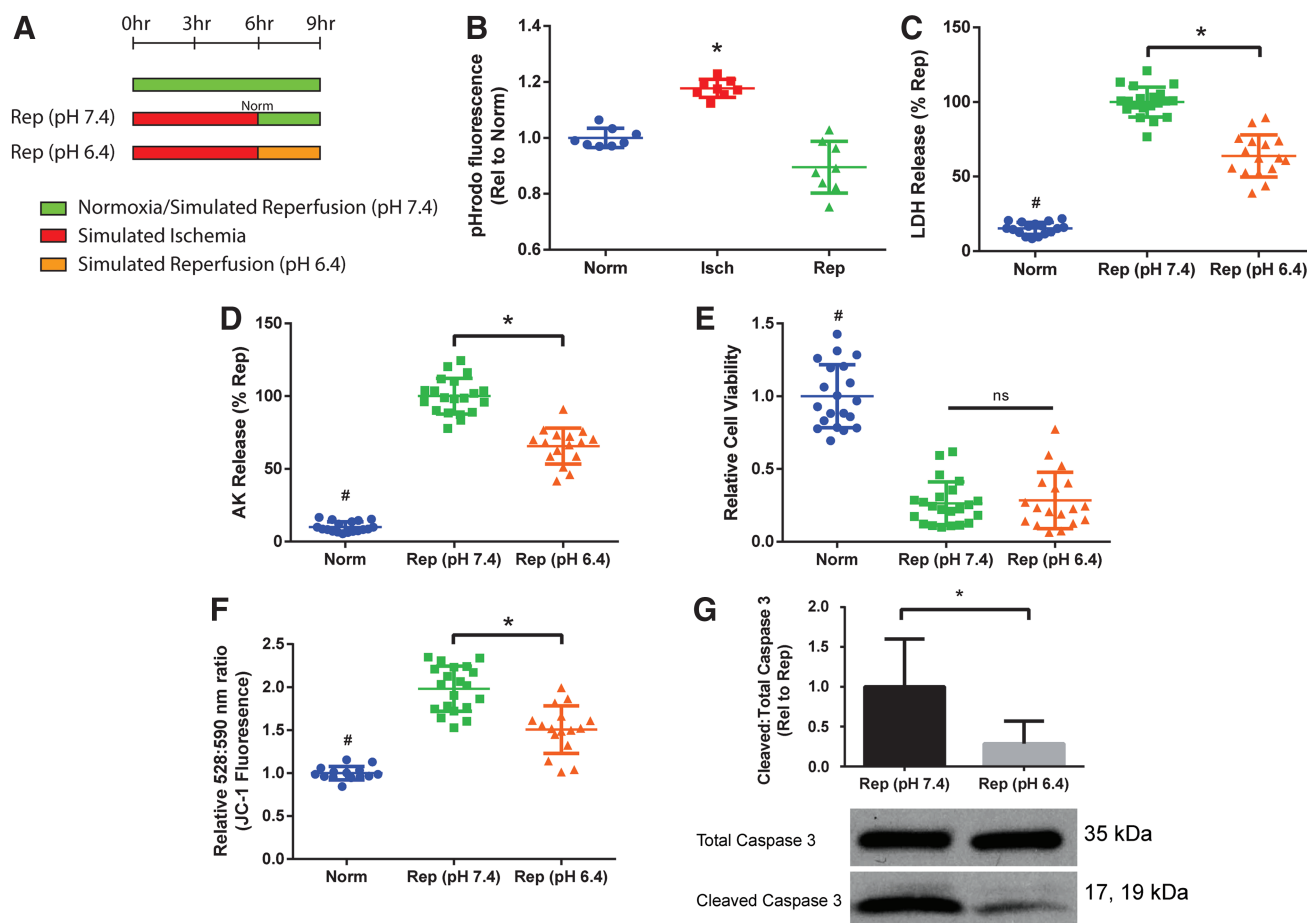 A
0hr 3hr 6hr 9hr
Norm
Rep (pH 7.4)
Rep (pH 6.4)
Normoxia/Simulated Reperfusion (pH 7.4)
Simulated Ischemia
Simulated Reperfusion (pH 6.4)
B
pHrodo fluorescence
(Rel to Norm)
1.4
1.2
1.0
0.8
0.6
*
Norm Isch Rep
C
LDH Release (% Rep)
150
100
50
0
#
*
Norm Rep (pH 7.4) Rep (pH 6.4)
D
AK Release (% Rep)
150
100
50
0
#
*
Norm Rep (pH 7.4) Rep (pH 6.4)
E
Relative Cell Viability
1.5
1.0
0.5
0.0
#
ns
Norm Rep (pH 7.4) Rep (pH 6.4)
F
Relative 528:590 nm ratio
(JC-1 Fluoresence)
2.5
2.0
1.5
1.0
0.5
0.0
#
*
Norm Rep (pH 7.4) Rep (pH 6.4)
G
Cleaved:Total Caspase 3
(Rel to Rep)
2.0
1.5
1.0
0.5
0.0
*
Rep (pH 7.4) Rep (pH 6.4)
Total Caspase 3 35 kDa
Cleaved Caspase 3 17, 19 kDa